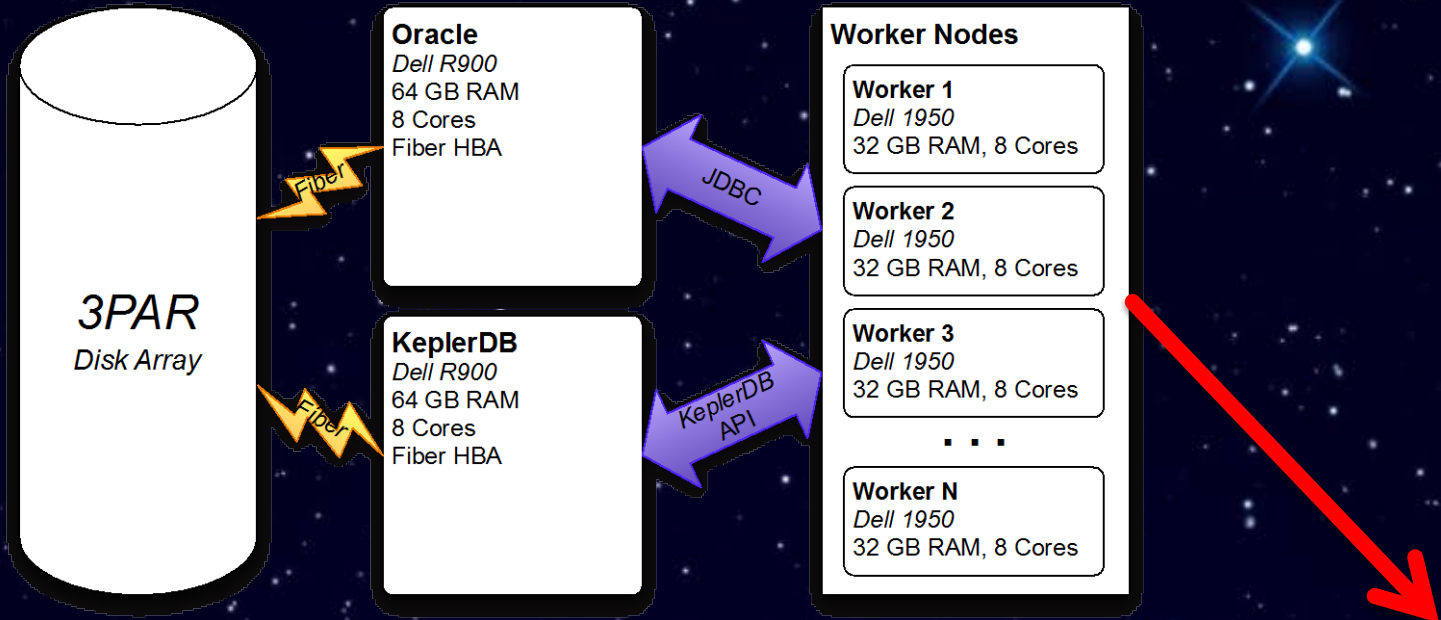 3PAR
Disk Array
Fiber
Fiber
Oracle
Dell R900
64 GB RAM
8 Cores
Fiber HBA
KeplerDB
Dell R900
64 GB RAM
8 Cores
Fiber HBA
JDBC
KeplerDB
API
Worker Nodes
Worker 1
Dell 1950
32 GB RAM, 8 Cores
Worker 2
Dell 1950
32 GB RAM, 8 Cores
Worker 3
Dell 1950
32 GB RAM, 8 Cores
. . .
Worker N
Dell 1950
32 GB RAM, 8 Cores